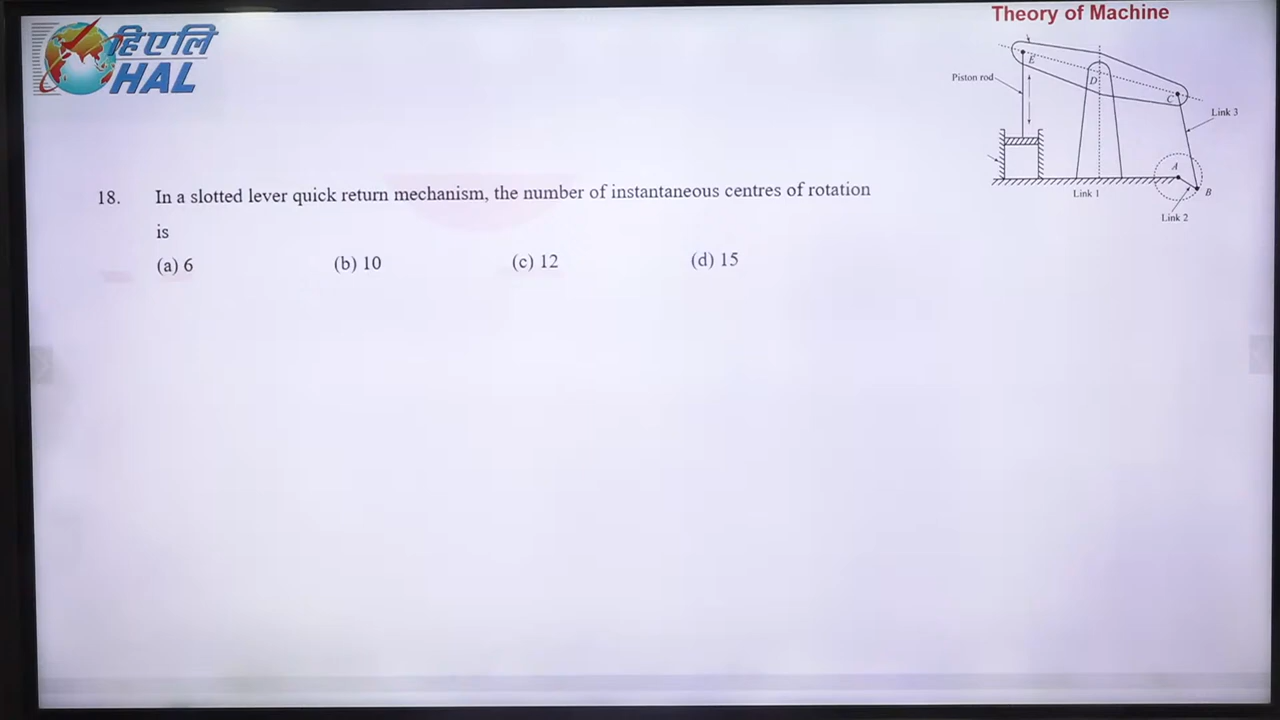 हिएलि
HAL
Theory of Machine
E
D
Piston rod
C
Link 3
A
B
Link 1
Link 2
18. In a slotted lever quick return mechanism, the number of instantaneous centres of rotation
is
(a) 6 (b) 10 (c) 12 (d) 15